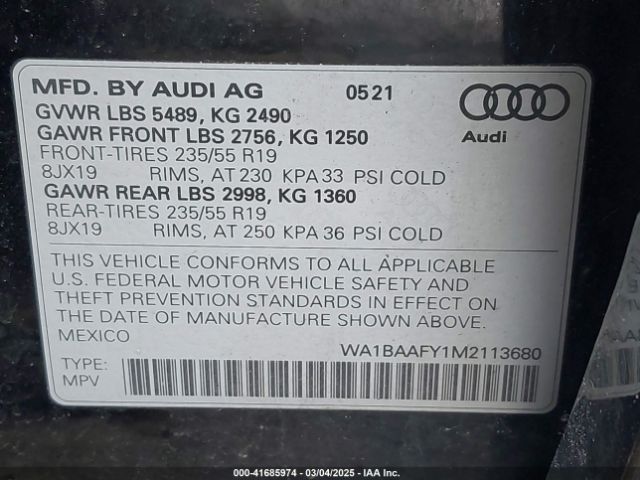 MFD. BY AUDI AG 0521
GVWR LBS 5489, KG 2490
GAWR FRONT LBS 2756, KG 1250
Audi
FRONT-TIRES 235/55 R19
8JX19 RIMS, AT 230 KPA 33 PSI COLD
GAWR REAR LBS 2998, KG 1360
REAR-TIRES 235/55 R19
8JX19 RIMS, AT 250 KPA 36 PSI COLD
THIS VEHICLE CONFORMS TO ALL APPLICABLE
U.S. FEDERAL MOTOR VEHICLE SAFETY AND
THEFT PREVENTION STANDARDS IN EFFECT ON
THE DATE OF MANUFACTURE SHOWN ABOVE.
MEXICO
WA1BAAFY1M2113680
TYPE:
MPV
000-41685974 - 03/04/2025 - IAA Inc.